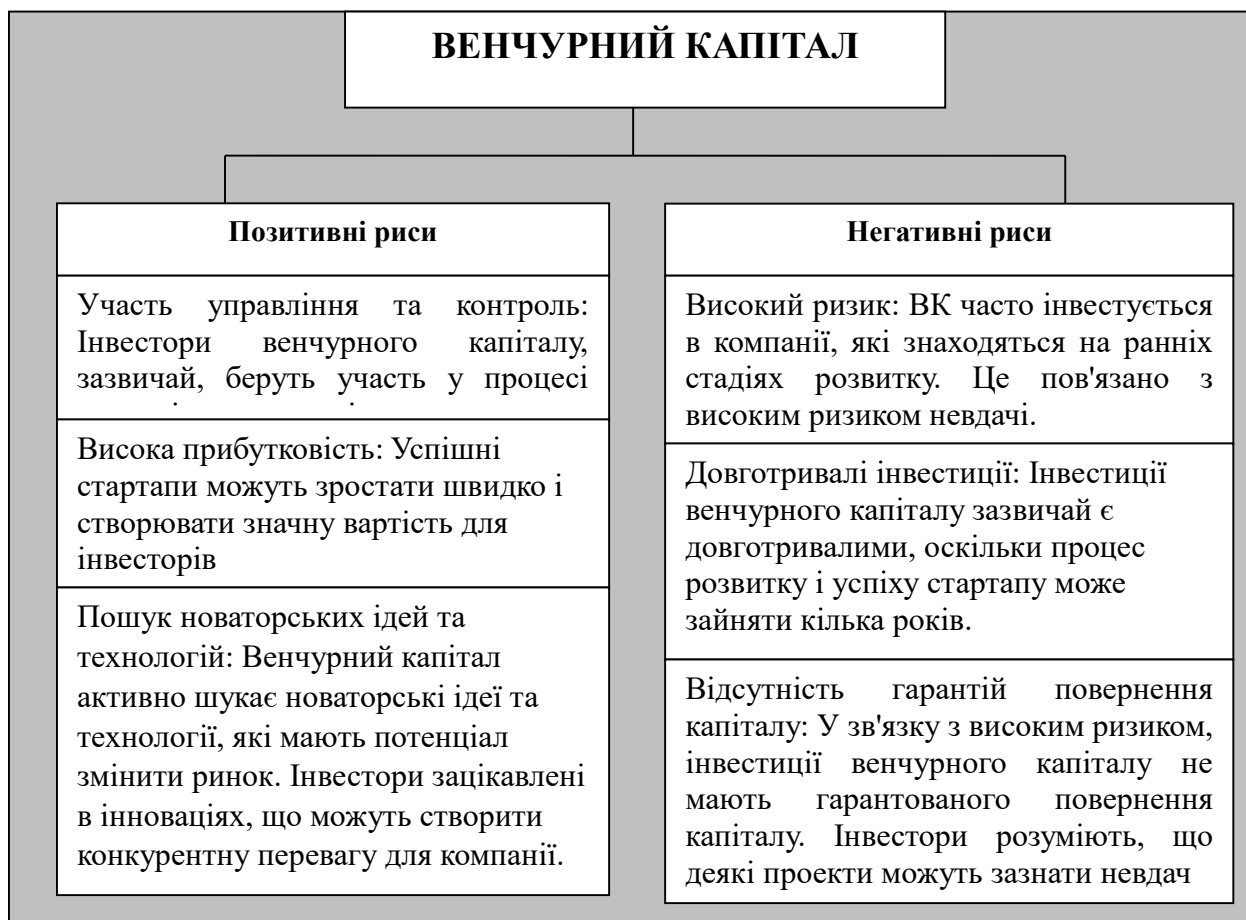 ВЕНЧУРНИЙ КАПІТАЛ
Позитивні риси
Участь управління та контроль:
Інвестори венчурного капіталу,
зазвичай, беруть участь у процесі
Висока прибутковість: Успішні
стартапи можуть зростати швидко і
створювати значну вартість для
інвесторів
Пошук новаторських ідей та
технологій: Венчурний капітал
активно шукає новаторські ідеї та
технології, які мають потенціал
змінити ринок. Інвестори зацікавлені
в інноваціях, що можуть створити
конкурентну перевагу для компанії.
Негативні риси
Високий ризик: ВК часто інвестується
в компанії, які знаходяться на ранніх
стадіях розвитку. Це пов'язано з
високим ризиком невдачі.
Довготривалі інвестиції: Інвестиції
венчурного капіталу зазвичай є
довготривалими, оскільки процес
розвитку і успіху стартапу може
зайняти кілька років.
Відсутність гарантій повернення
капіталу: У зв'язку з високим ризиком,
інвестиції венчурного капіталу не
мають гарантованого повернення
капіталу. Інвестори розуміють, що
деякі проекти можуть зазнати невдач